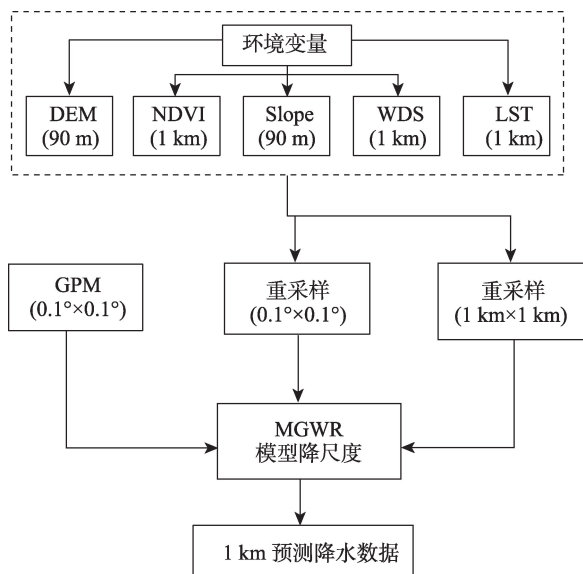 环境变量
DEM
(90 m)
NDVI
(1 km)
Slope
(90 m)
WDS
(1 km)
LST
(1 km)
GPM
(0.1°×0.1°)
重采样
(0.1°×0.1°)
重采样
(1 km×1 km)
MGWR
模型降尺度
1 km 预测降水数据